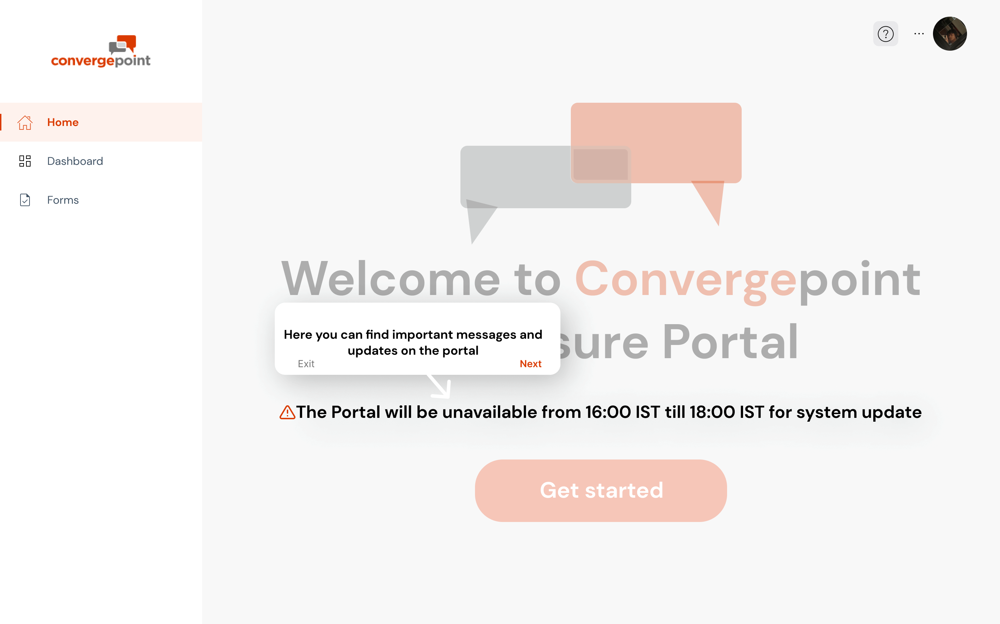 convergepoint
Home
Dashboard
Forms
Welcome to Convergepoint
sure Portal
Here you can find important messages and
updates on the portal
Exit
Next
The Portal will be unavailable from 16:00 IST till 18:00 IST for system update
Get started